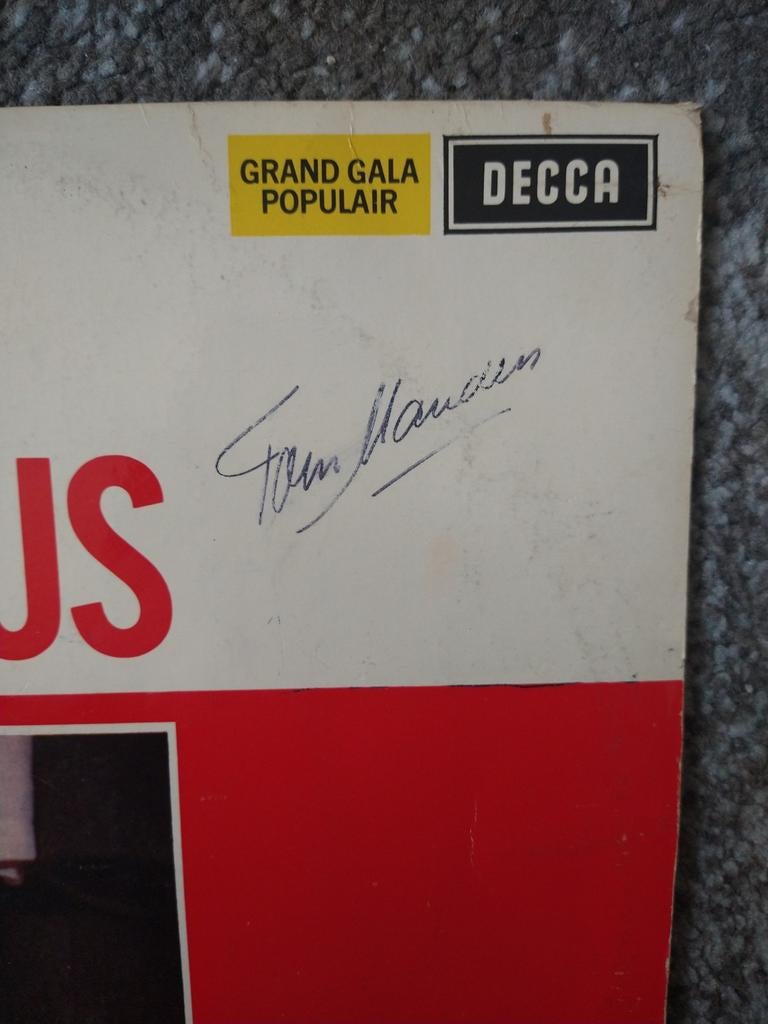 GRAND GALA
POPULAIR
DECCA
Tom Manders
US